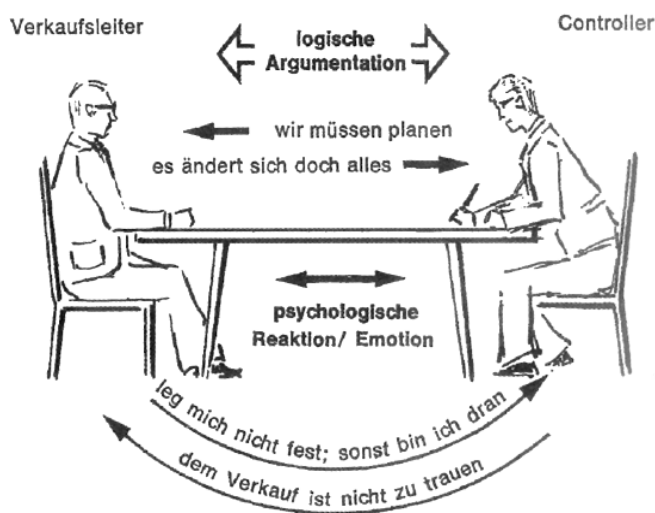 Verkaufsleiter
Controller
logische
Argumentation
wir müssen planen
es ändert sich doch alles
psychologische
Reaktion/ Emotion
leg mich nicht fest; sonst bin ich dran
dem Verkauf ist nicht zu trauen